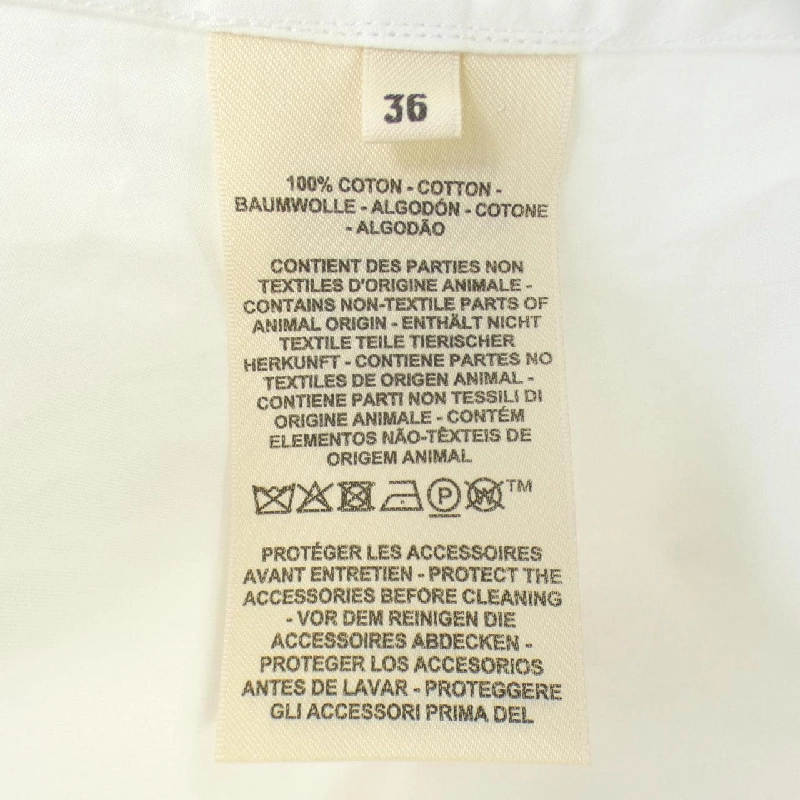 36
100% COTON - COTTON -
BAUMWOLLE - ALGODÓN - COTONE
- ALGODÃO
CONTIENT DES PARTIES NON
TEXTILES D'ORIGINE ANIMALE -
CONTAINS NON-TEXTILE PARTS OF
ANIMAL ORIGIN - ENTHÄLT NICHT
TEXTILE TEILE TIERISCHER
HERKUNFT - CONTIENE PARTES NO
TEXTILES DE ORIGEN ANIMAL -
CONTIENE PARTI NON TESSILI DI
ORIGINE ANIMALE - CONTÉM
ELEMENTOS NÃO-TÊXTEIS DE
ORIGEM ANIMAL
P W TM
PROTÉGER LES ACCESSOIRES
AVANT ENTRETIEN - PROTECT THE
ACCESSORIES BEFORE CLEANING
- VOR DEM REINIGEN DIE
ACCESSOIRES ABDECKEN -
PROTEGER LOS ACCESORIOS
ANTES DE LAVAR - PROTEGGERE
GLI ACCESSORI PRIMA DEL